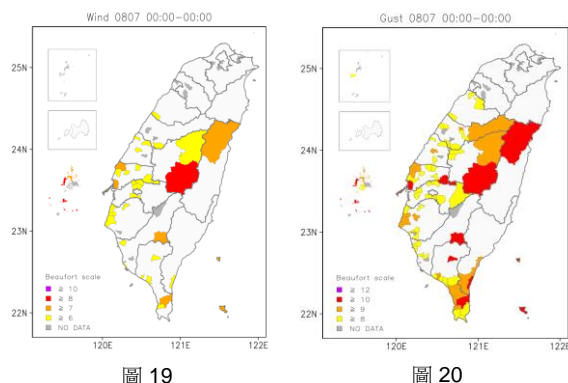 Wind 0807 00:00-00:00
25N
24N
23N
22N
120E
121E
122E
Beaufort scale
≥ 10
≥ 8
≥ 7
≥ 6
NO DATA
圖 19
Gust 0807 00:00-00:00
25N
24N
23N
22N
120E
121E
122E
Beaufort scale
≥ 12
≥ 10
≥ 9
≥ 8
NO DATA
圖 20